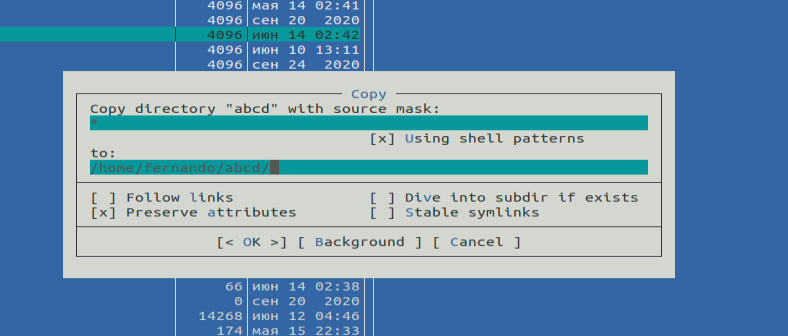 4096 мая 14 02:41
4096 сен 20 2020
4096 июн 14 02:42
4096 июн 10 13:11
4096 сен 24 2020
Copy
Copy directory "abcd" with source mask:
*
[x] Using shell patterns
to:
/home/fernando/abcd/
[ ] Follow links [ ] Dive into subdir if exists
[x] Preserve attributes [ ] Stable symlinks
[< OK >] [ Background ] [ Cancel ]
66 июн 14 02:38
0 сен 20 2020
14268 июн 12 04:46
174 мая 15 22:33